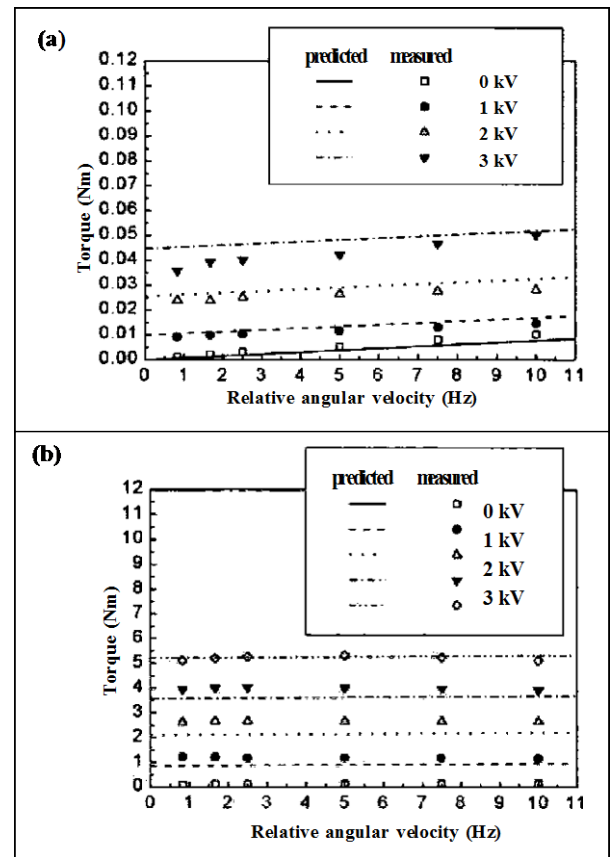 (a)
predicted measured
0 kV
1 kV
2 kV
3 kV
0.12
0.11
0.10
0.09
0.08
0.07
0.06
0.05
0.04
0.03
0.02
0.01
0.00
Torque (Nm)
0 1 2 3 4 5 6 7 8 9 10 11
Relative angular velocity (Hz)
(b)
predicted measured
0 kV
1 kV
2 kV
3 kV
12
11
10
9
8
7
6
5
4
3
2
1
0
Torque (Nm)
0 1 2 3 4 5 6 7 8 9 10 11
Relative angular velocity (Hz)